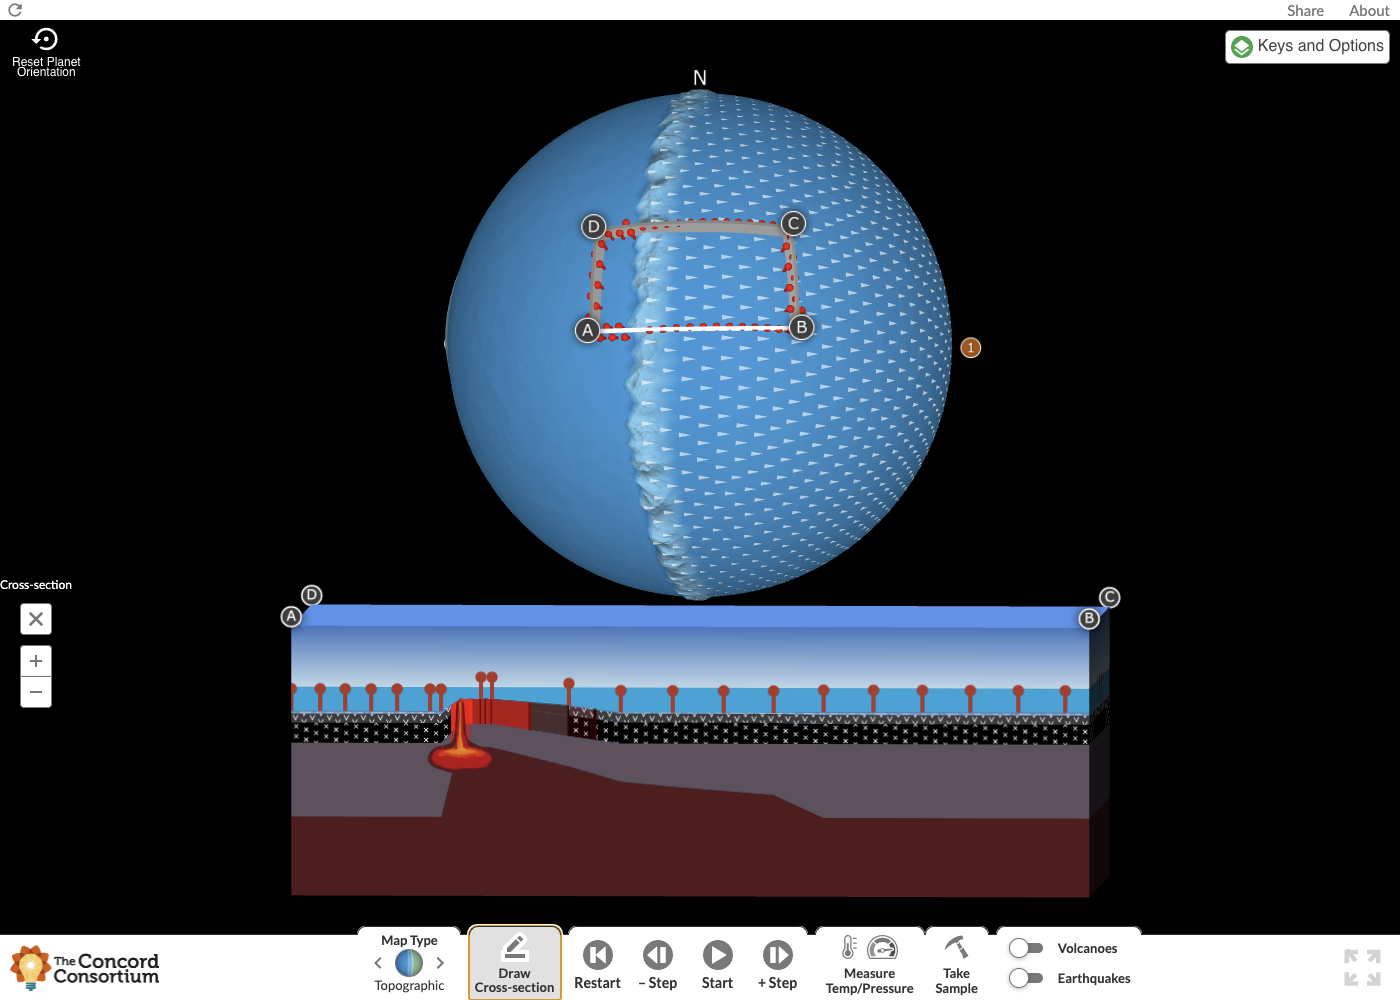 Share About
Reset Planet
Orientation
Keys and Options
N
D C
A B
1
Cross-section
D
A
C
B
The Concord
Consortium
Map Type
Topographic
Draw
Cross-section
Restart
– Step
Start
+ Step
Measure
Temp/Pressure
Take
Sample
Volcanoes
Earthquakes